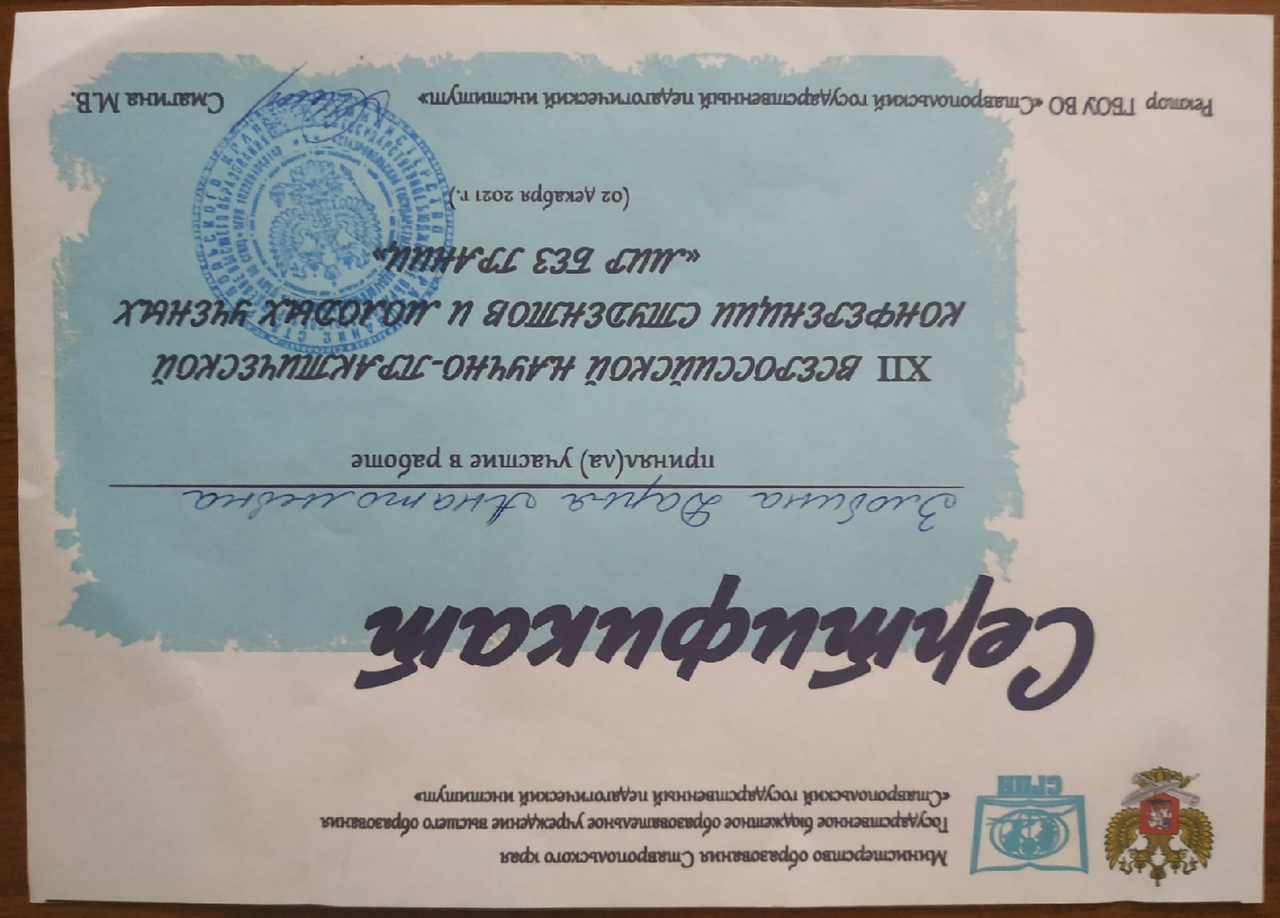 Министерство образования Ставропольского края
Государственное бюджетное образовательное учреждение высшего образования
«Ставропольский государственный педагогический институт»
СГПИ
Сертификат
Злобина Дарья Анатольевна
принял(ла) участие в работе
XII ВСЕРОССИЙСКОЙ НАУЧНО-ПРАКТИЧЕСКОЙ
КОНФЕРЕНЦИИ СТУДЕНТОВ И МОЛОДЫХ УЧЕНЫХ
«МИР БЕЗ ГРАНИЦ»
(02 декабря 2021 г.)
Ректор ГБОУ ВО «Ставропольский государственный педагогический институт» Смагина М.В.